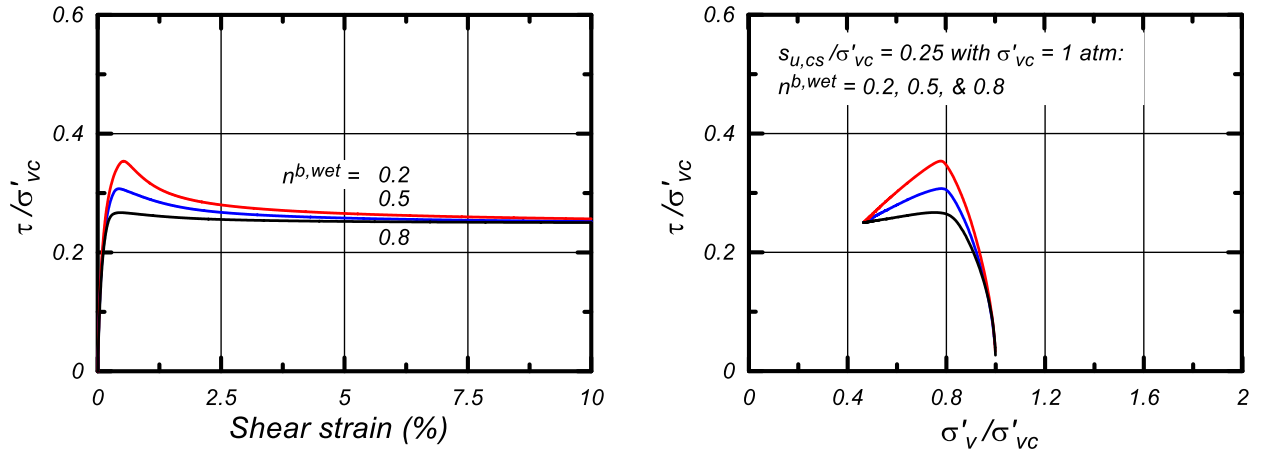 0.6
0.4
0.2
0
τ/σ'vc
n^b,wet = 0.2
0.5
0.8
0 2.5 5 7.5 10
Shear strain (%)
0.6
0.4
0.2
0
τ/σ'vc
s_u,cs/σ'vc = 0.25 with σ'vc = 1 atm:
n^b,wet = 0.2, 0.5, & 0.8
0 0.4 0.8 1.2 1.6 2
σ'v/σ'vc